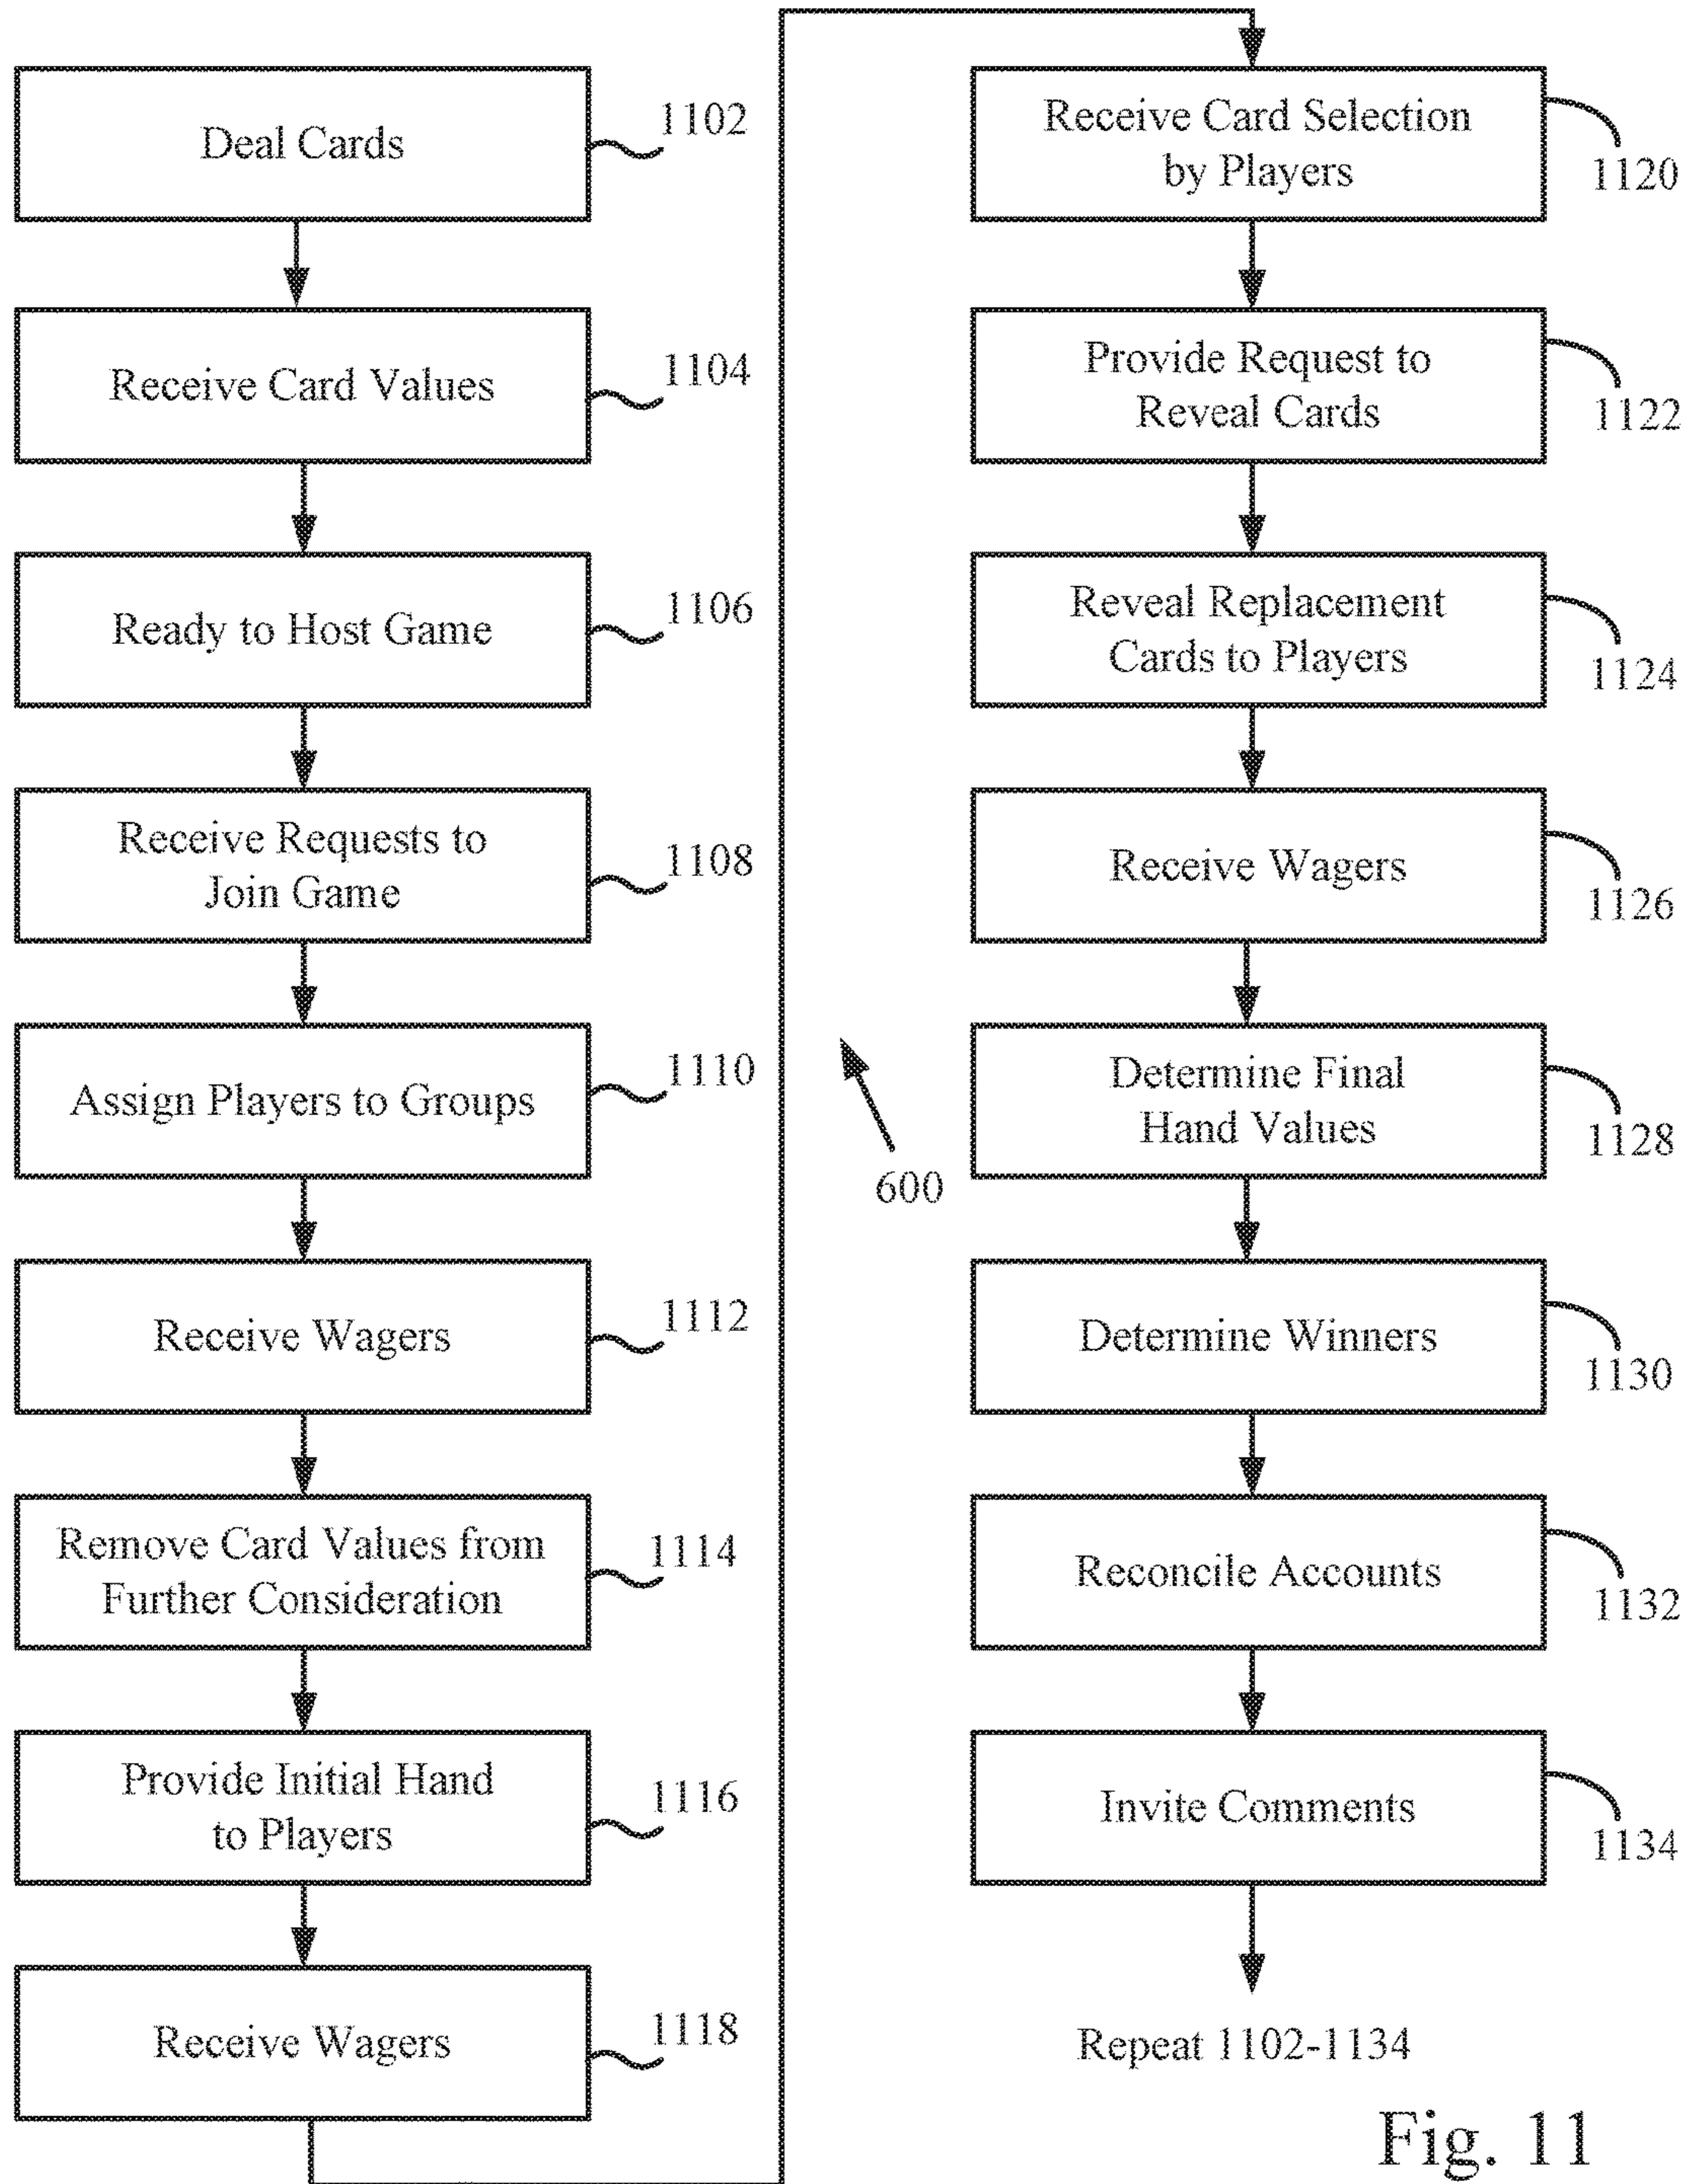 Deal Cards
1102
Receive Card Values
1104
Ready to Host Game
1106
Receive Requests to
Join Game
1108
Assign Players to Groups
1110
Receive Wagers
1112
Remove Card Values from
Further Consideration
1114
Provide Initial Hand
to Players
1116
Receive Wagers
1118
Receive Card Selection
by Players
1120
Provide Request to
Reveal Cards
1122
Reveal Replacement
Cards to Players
1124
Receive Wagers
1126
Determine Final
Hand Values
1128
Determine Winners
1130
Reconcile Accounts
1132
Invite Comments
1134
Repeat 1102-1134
600
Fig. 11